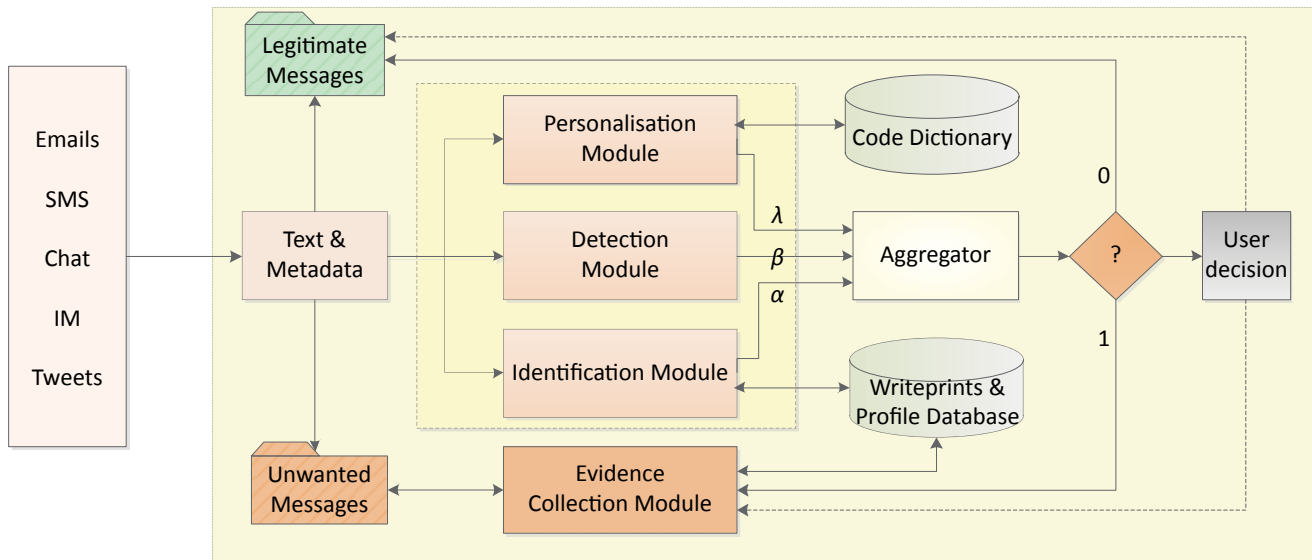 Emails
SMS
Chat
IM
Tweets
Legitimate
Messages
Text &
Metadata
Unwanted
Messages
Personalisation
Module
Detection
Module
Identification Module
Evidence
Collection Module
λ
β
α
Code Dictionary
Aggregator
Writeprints &
Profile Database
0
?
1
User
decision